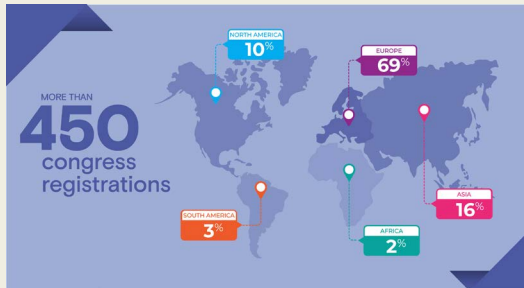 MORE THAN
450
congress
registrations
NORTH AMERICA
10%
EUROPE
69%
ASIA
16%
SOUTH AMERICA
3%
AFRICA
2%